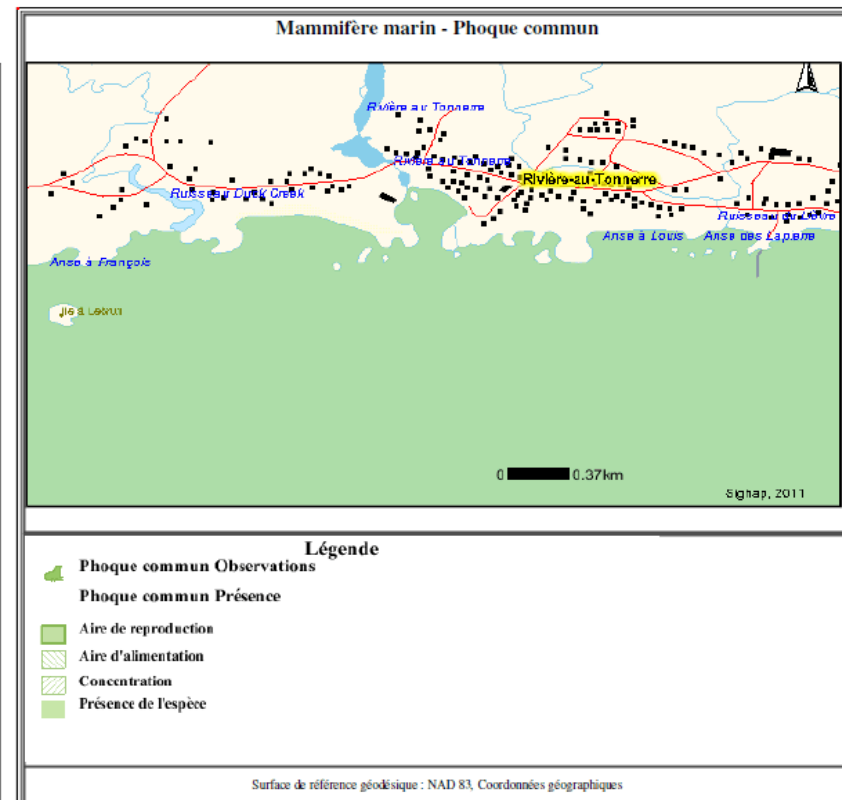 Mammifère marin - Phoque commun
Rivière au Tonnerre
Rivière au Tonnerre
Rivière-au-Tonnerre
Ruisseau Duck Creek
Ruisseau du Lièvre
Anse à Louis
Anse des Lapierre
Anse à François
Île à Lebrun
0 0.37km
Sighap, 2011
Légende
Phoque commun Observations
Phoque commun Présence
Aire de reproduction
Aire d'alimentation
Concentration
Présence de l'espèce
Surface de référence géodésique : NAD 83, Coordonnées géographiques